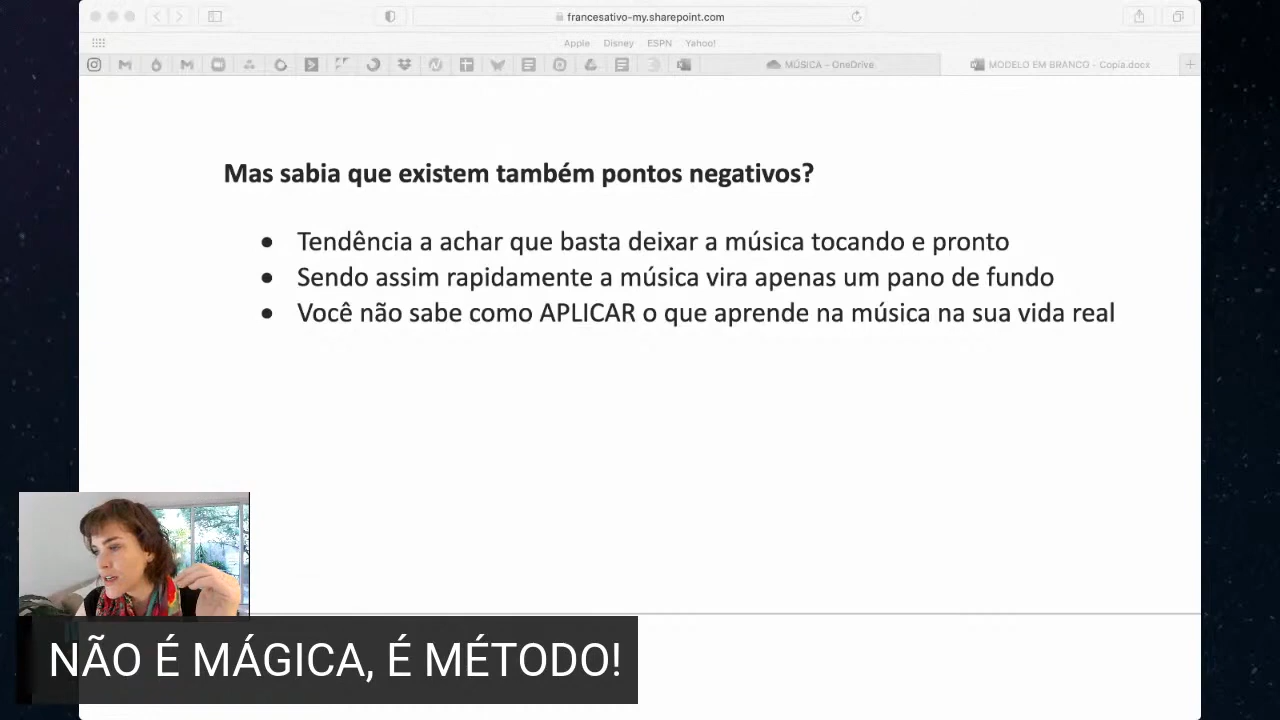 francesativo-my.sharepoint.com
Apple Disney ESPN Yahoo!
MÚSICA – OneDrive
MODELO EM BRANCO - Copia.docx
Mas sabia que existem também pontos negativos?
● Tendência a achar que basta deixar a música tocando e pronto
● Sendo assim rapidamente a música vira apenas um pano de fundo
● Você não sabe como APLICAR o que aprende na música na sua vida real
NÃO É MÁGICA, É MÉTODO!